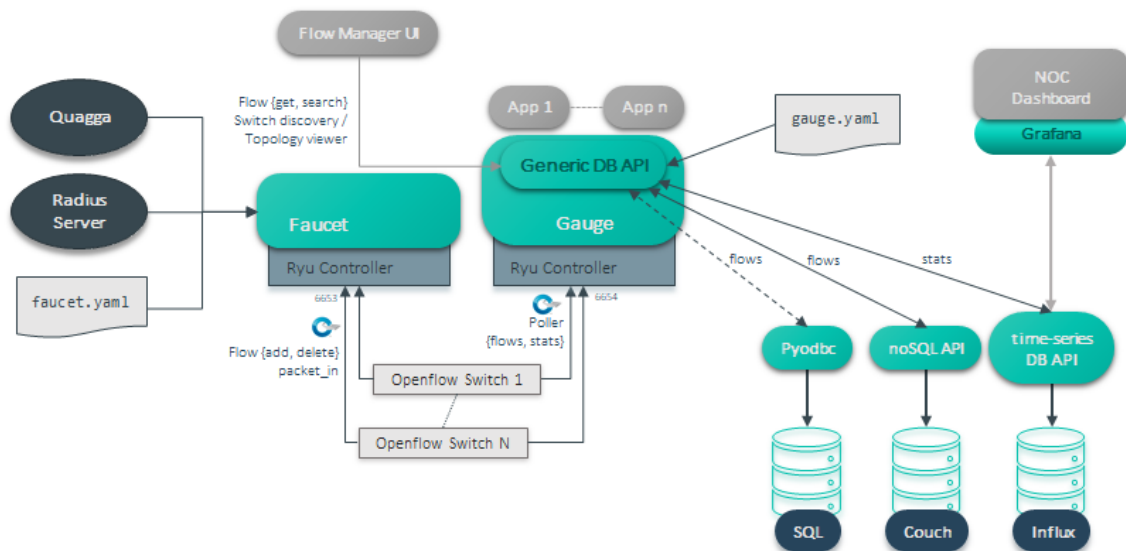 Flow Manager UI
NOC
Dashboard
Grafana
Quagga
Flow {get, search}
Switch discovery /
Topology viewer
App 1
App n
gauge.yaml
Generic DB API
Radius
Server
Faucet
Gauge
Ryu Controller
Ryu Controller
flows
flows
stats
faucet.yaml
6653
6654
Poller
{flows, stats}
Flow {add, delete}
packet_in
Openflow Switch 1
Openflow Switch N
Pyodbc
noSQL API
time-series
DB API
SQL
Couch
Influx